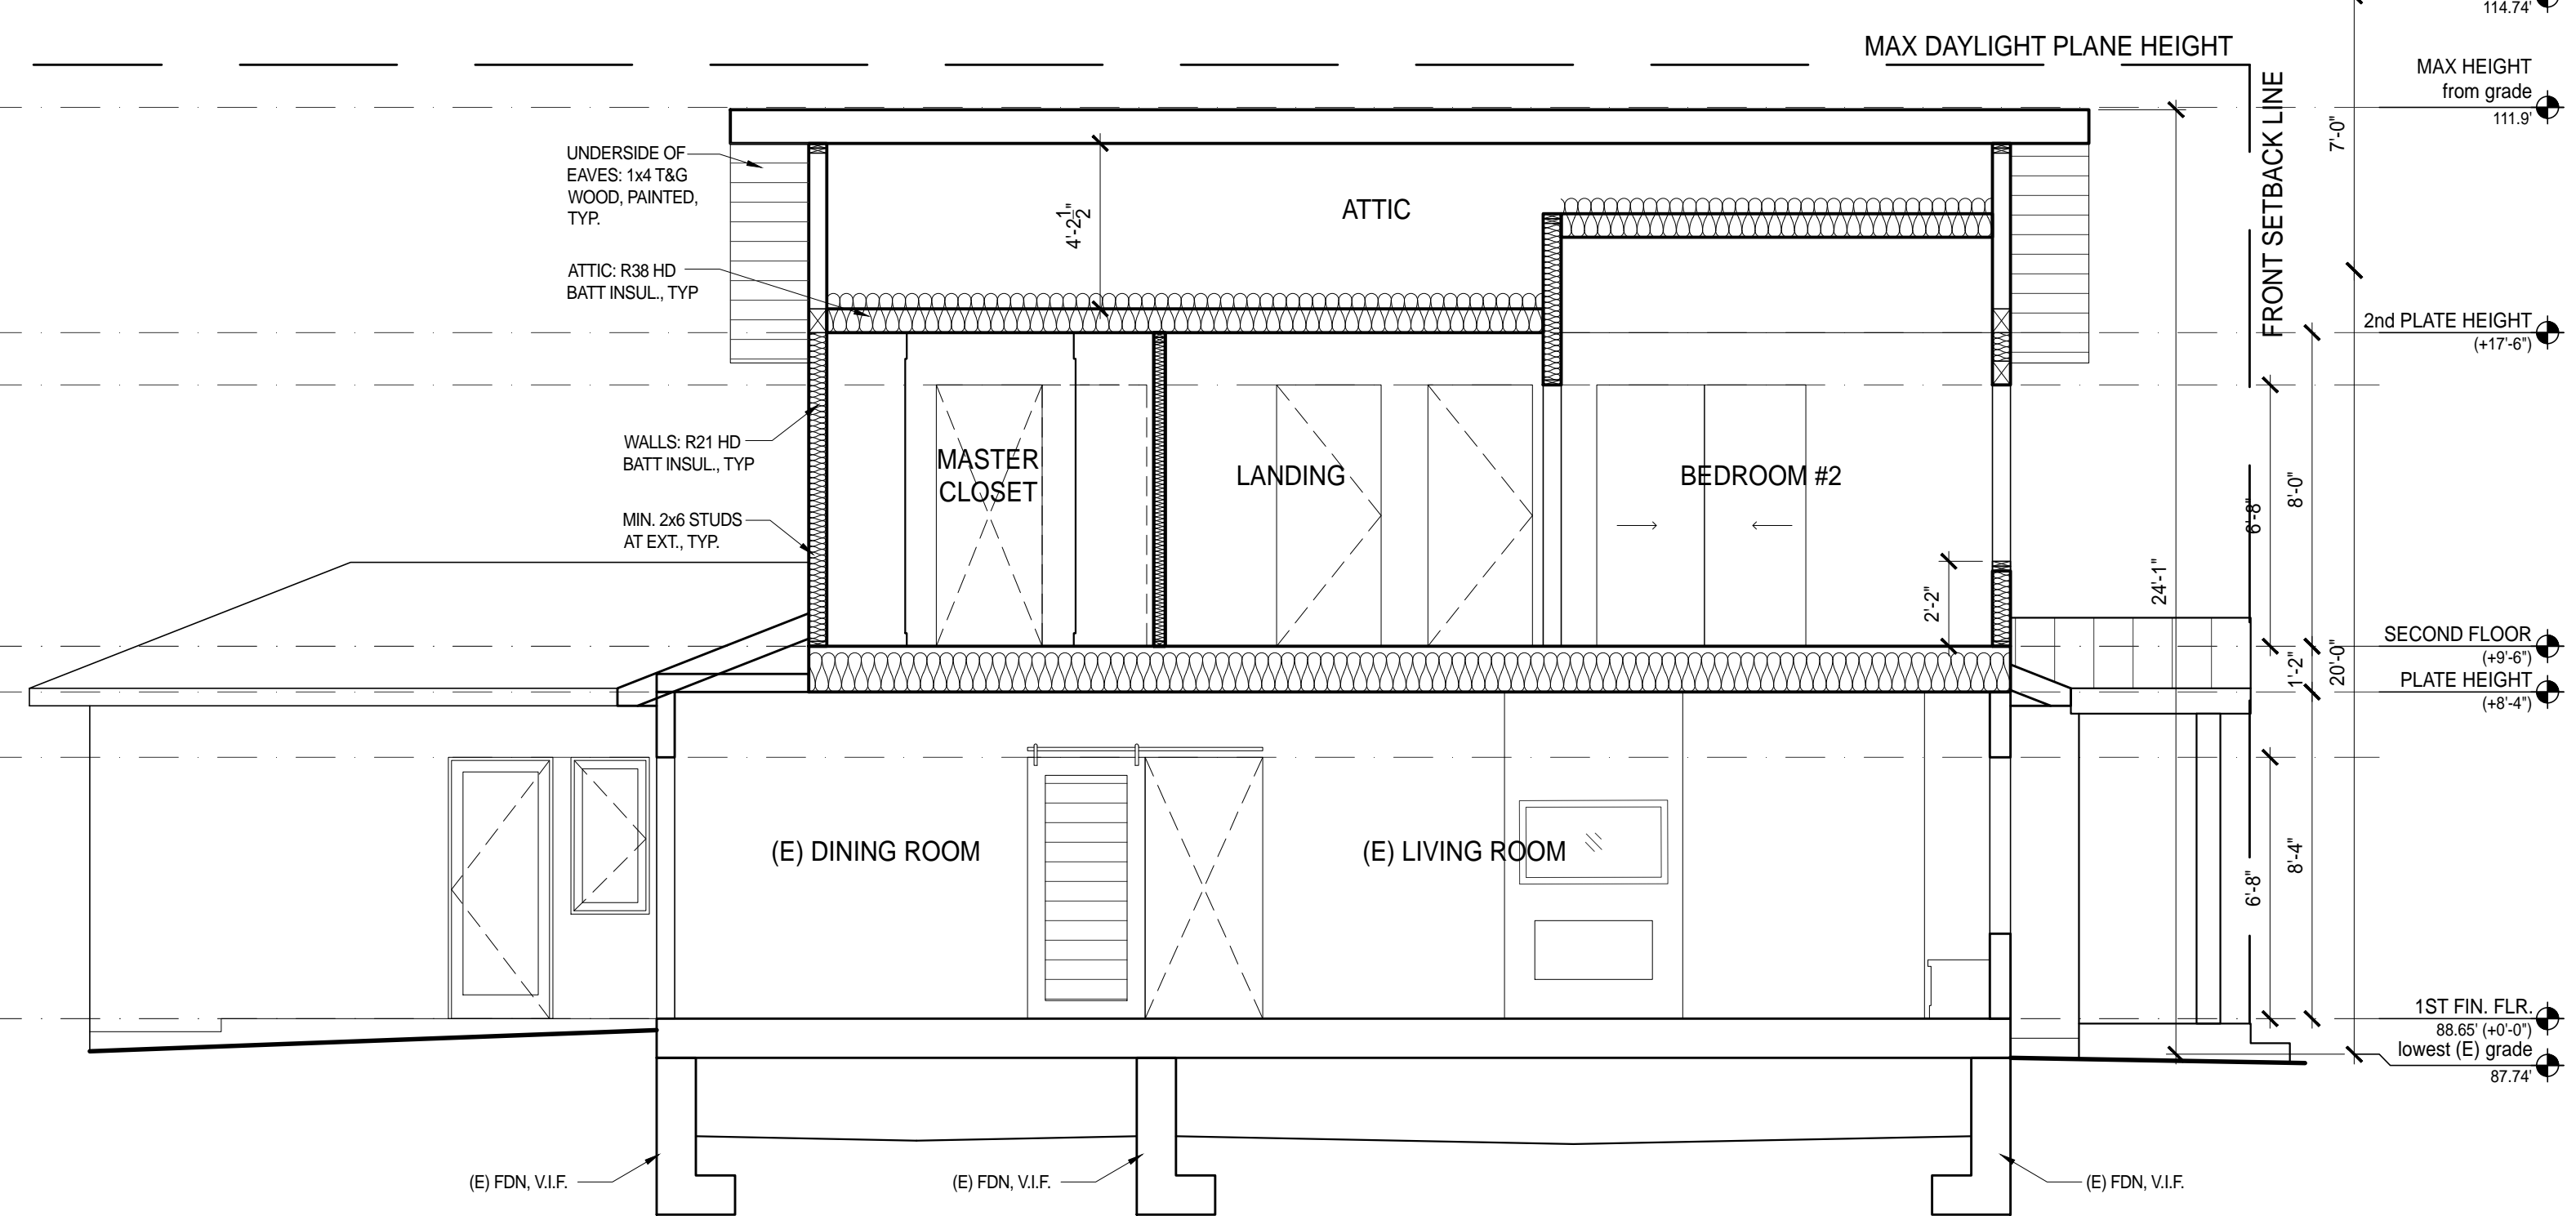 114.74'
MAX DAYLIGHT PLANE HEIGHT
MAX HEIGHT
from grade
111.9'
FRONT SETBACK LINE
7'-0"
UNDERSIDE OF
EAVES: 1x4 T&G
WOOD, PAINTED,
TYP.
4'-2 1/2"
ATTIC
ATTIC: R38 HD
BATT INSUL., TYP
2nd PLATE HEIGHT
(+17'-6")
WALLS: R21 HD
BATT INSUL., TYP
MASTER
CLOSET
LANDING
BEDROOM #2
6'-8"
8'-0"
MIN. 2x6 STUDS
AT EXT., TYP.
2'-2"
24'-1"
SECOND FLOOR
(+9'-6")
1'-2"
20'-0"
PLATE HEIGHT
(+8'-4")
(E) DINING ROOM
(E) LIVING ROOM
6'-8"
8'-4"
1ST FIN. FLR.
88.65' (+0'-0")
lowest (E) grade
87.74'
(E) FDN, V.I.F.
(E) FDN, V.I.F.
(E) FDN, V.I.F.